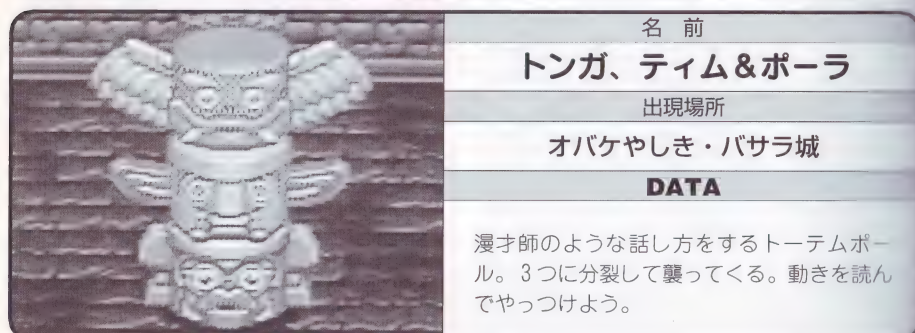 名 前
トンガ、ティム&ポーラ
出現場所
オバケやしき・バサラ城
DATA
漫才師のような話し方をするトーテムポー
ル。3つに分裂して襲ってくる。動きを読ん
でやっつけよう。